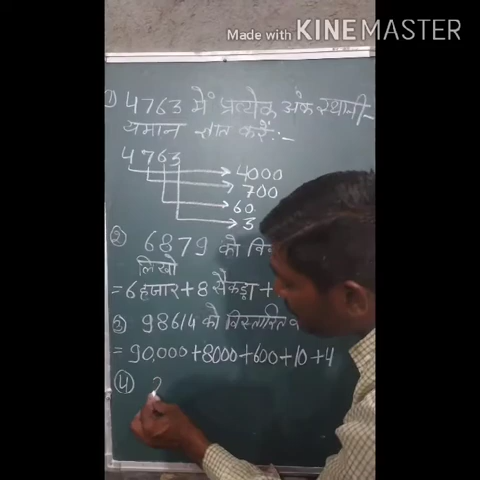 Made with KINEMASTER
① 4763 में प्रत्येक अंक स्थानी-
यमान ज्ञात करें:-
4763
4000
700
60
3
② 6879 को
लिखो
= 6 हजार + 8 सैकड़ा +
③ 98614 को विस्तारित
= 90,000 + 8000 + 600 + 10 + 4
④ 2